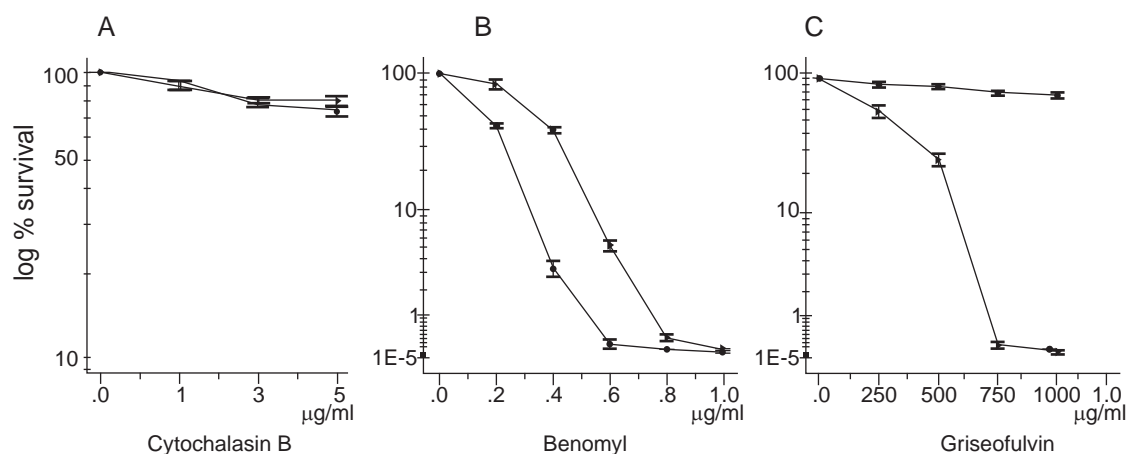 A
B
C
log % survival
100
50
10
.0
1
3
5
μg/ml
Cytochalasin B
100
10
1
1E-5
.0
.2
.4
.6
.8
1.0
μg/ml
Benomyl
100
10
1
1E-5
.0
250
500
750
1000
1.0
μg/ml
Griseofulvin